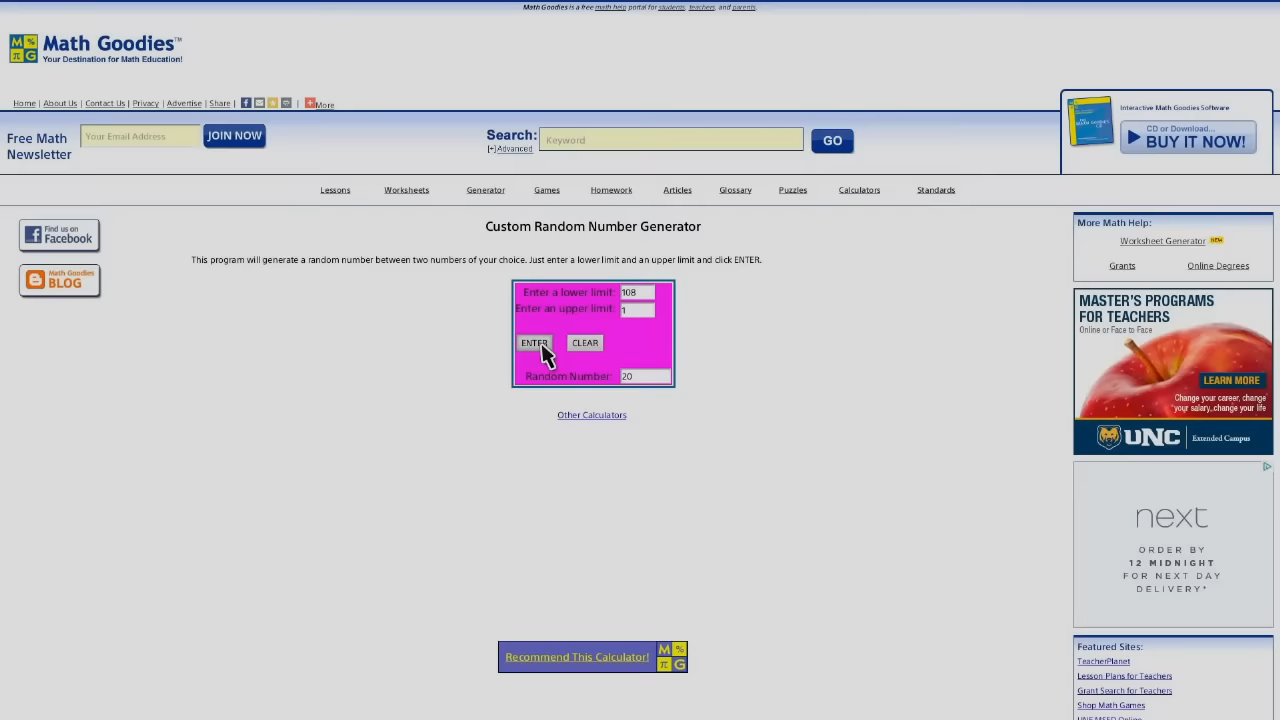 Math Goodies is a free math help portal for students, teachers, and parents.
Math Goodies™
Your Destination for Math Education!
Home | About Us | Contact Us | Privacy | Advertise | Share | More
Interactive Math Goodies Software
CD or Download...
BUY IT NOW!
Free Math Newsletter
Your Email Address
JOIN NOW
Search:
[+]Advanced
Keyword
GO
Lessons Worksheets Generator Games Homework Articles Glossary Puzzles Calculators Standards
Find us on
Facebook
Math Goodies
BLOG
Custom Random Number Generator
This program will generate a random number between two numbers of your choice. Just enter a lower limit and an upper limit and click ENTER.
Enter a lower limit: 108
Enter an upper limit: 1
ENTER CLEAR
Random Number: 20
Other Calculators
Recommend This Calculator!
M % π G
More Math Help:
Worksheet Generator NEW
Grants Online Degrees
MASTER'S PROGRAMS
FOR TEACHERS
Online or Face to Face
LEARN MORE
Change your career, change
your salary, change your life
UNC Extended Campus
next
ORDER BY
12 MIDNIGHT
FOR NEXT DAY
DELIVERY*
Featured Sites:
TeacherPlanet
Lesson Plans for Teachers
Grant Search for Teachers
Shop Math Games